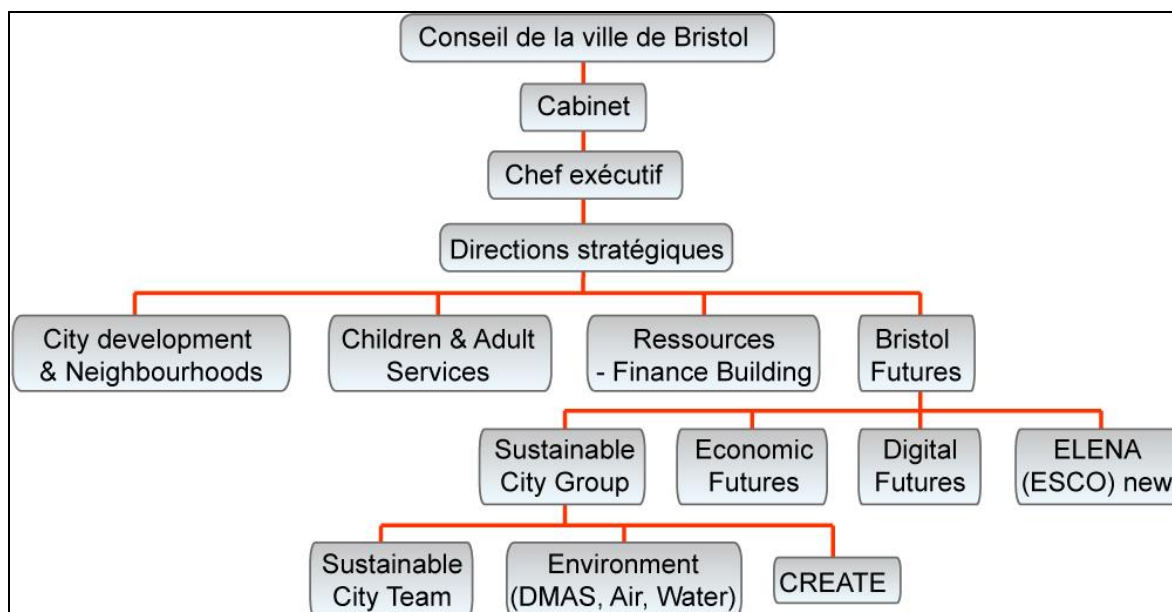 Conseil de la ville de Bristol
Cabinet
Chef exécutif
Directions stratégiques
City development
& Neighbourhoods
Children & Adult
Services
Ressources
- Finance Building
Bristol
Futures
Sustainable
City Group
Economic
Futures
Digital
Futures
ELENA
(ESCO) new
Sustainable
City Team
Environment
(DMAS, Air, Water)
CREATE